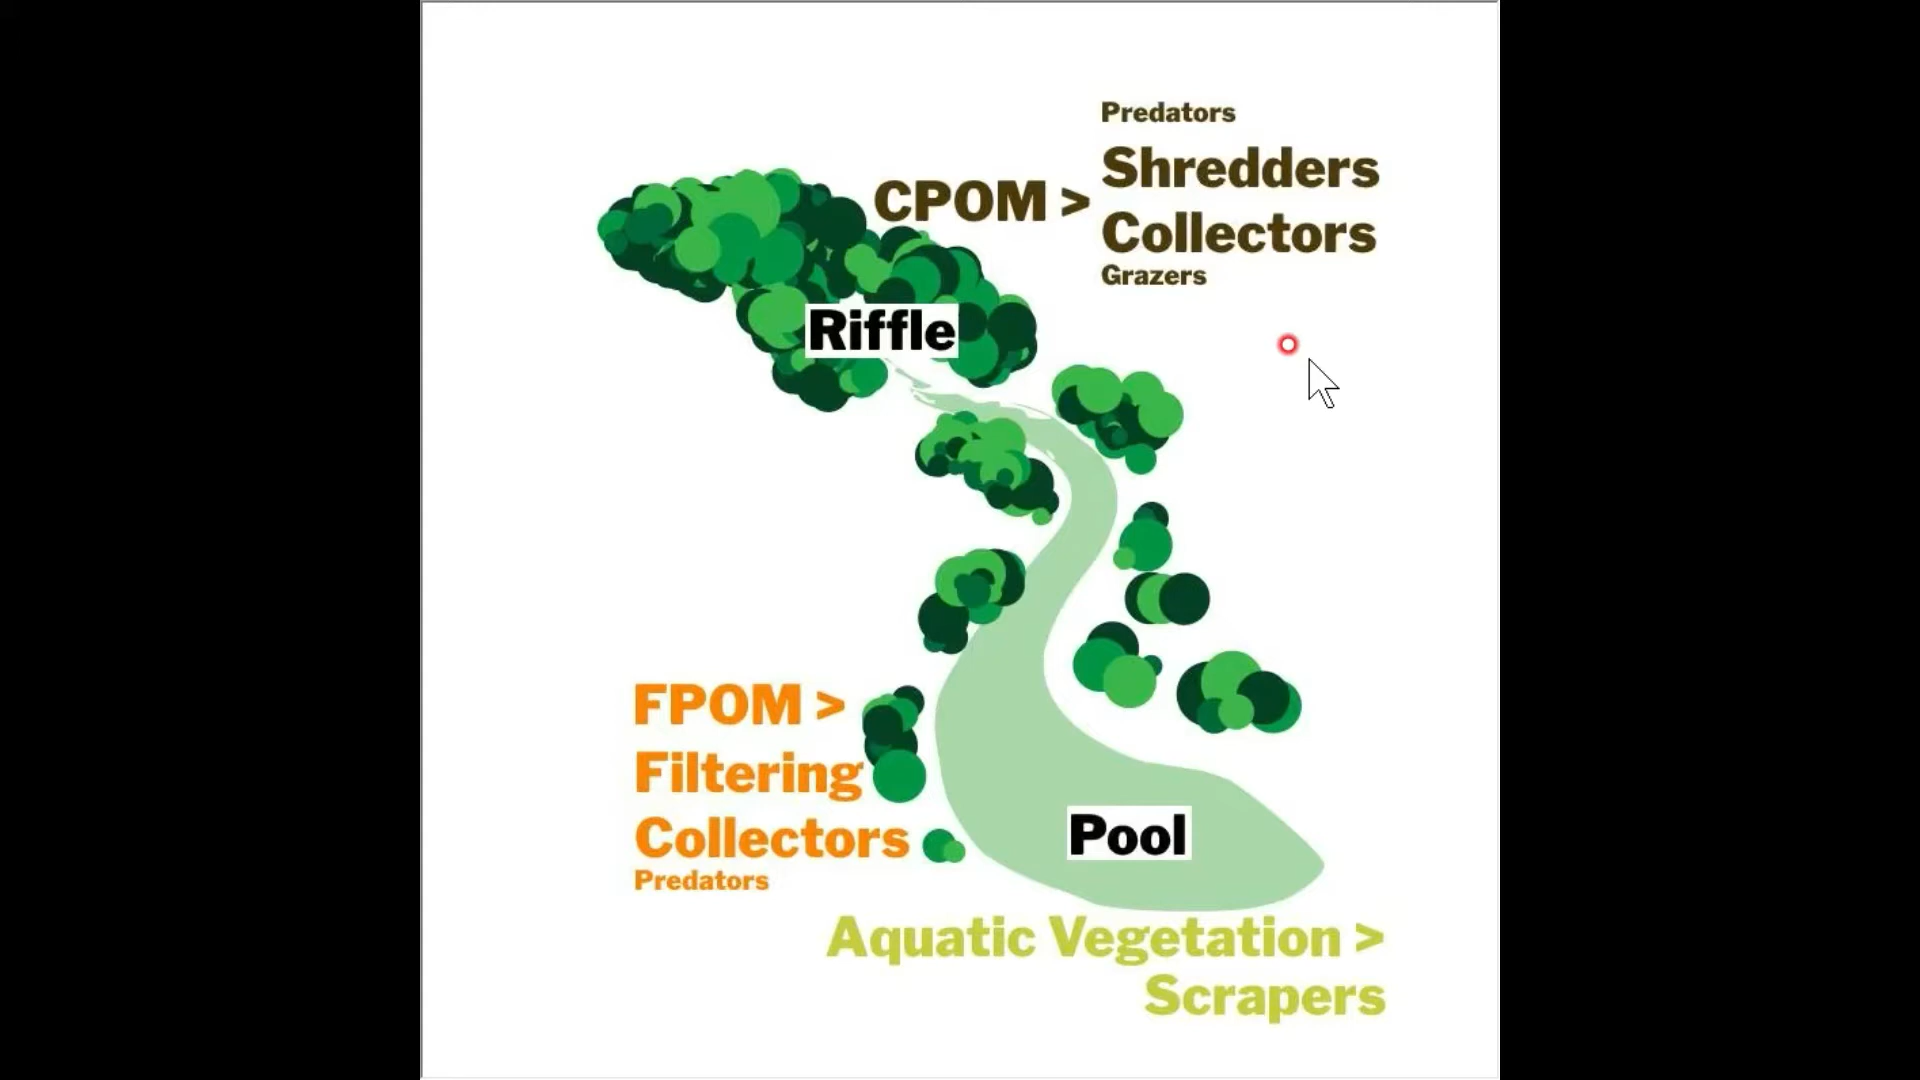 Predators
CPOM > Shredders
Collectors
Grazers
Riffle
FPOM >
Filtering
Collectors
Predators
Pool
Aquatic Vegetation >
Scrapers